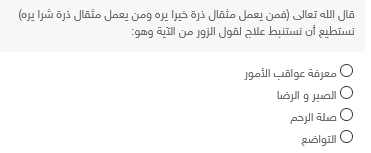 قال الله تعالى (فمن يعمل مثقال ذرة خيرا يره ومن يعمل مثقال ذرة شرا يره)
نستطيع أن نستنبط علاج لقول الزور من الآية وهو:
معرفة عواقب الأمور
الصبر و الرضا
صلة الرحم
التواضع